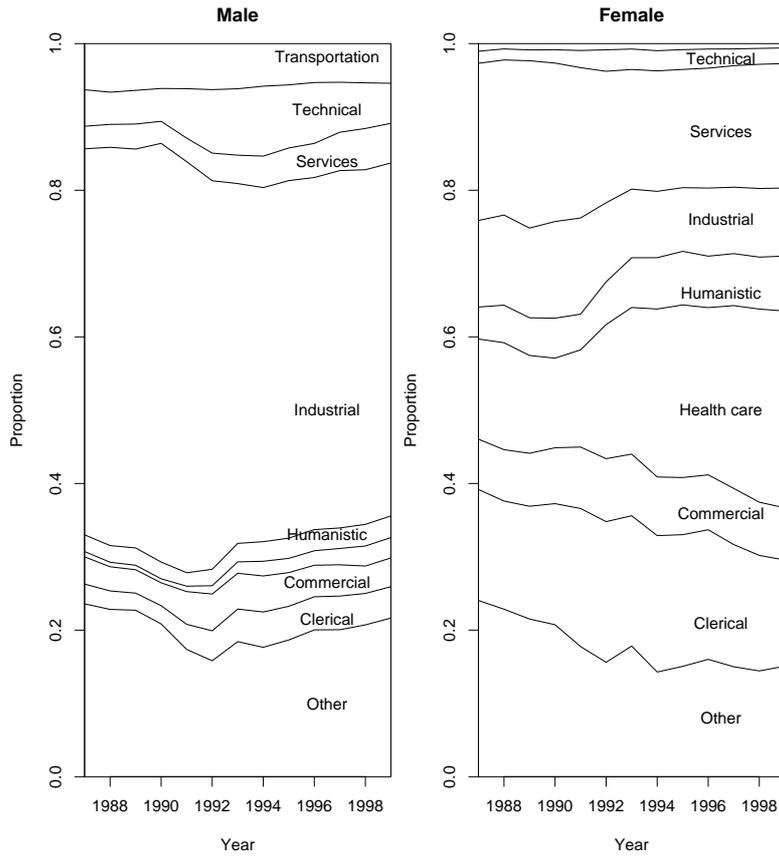 Male
Transportation
Technical
Services
Industrial
Humanistic
Commercial
Clerical
Other
Proportion
0.0 0.2 0.4 0.6 0.8 1.0
1988 1990 1992 1994 1996 1998
Year
Female
Technical
Services
Industrial
Humanistic
Health care
Commercial
Clerical
Other
Proportion
0.0 0.2 0.4 0.6 0.8 1.0
1988 1990 1992 1994 1996 1998
Year